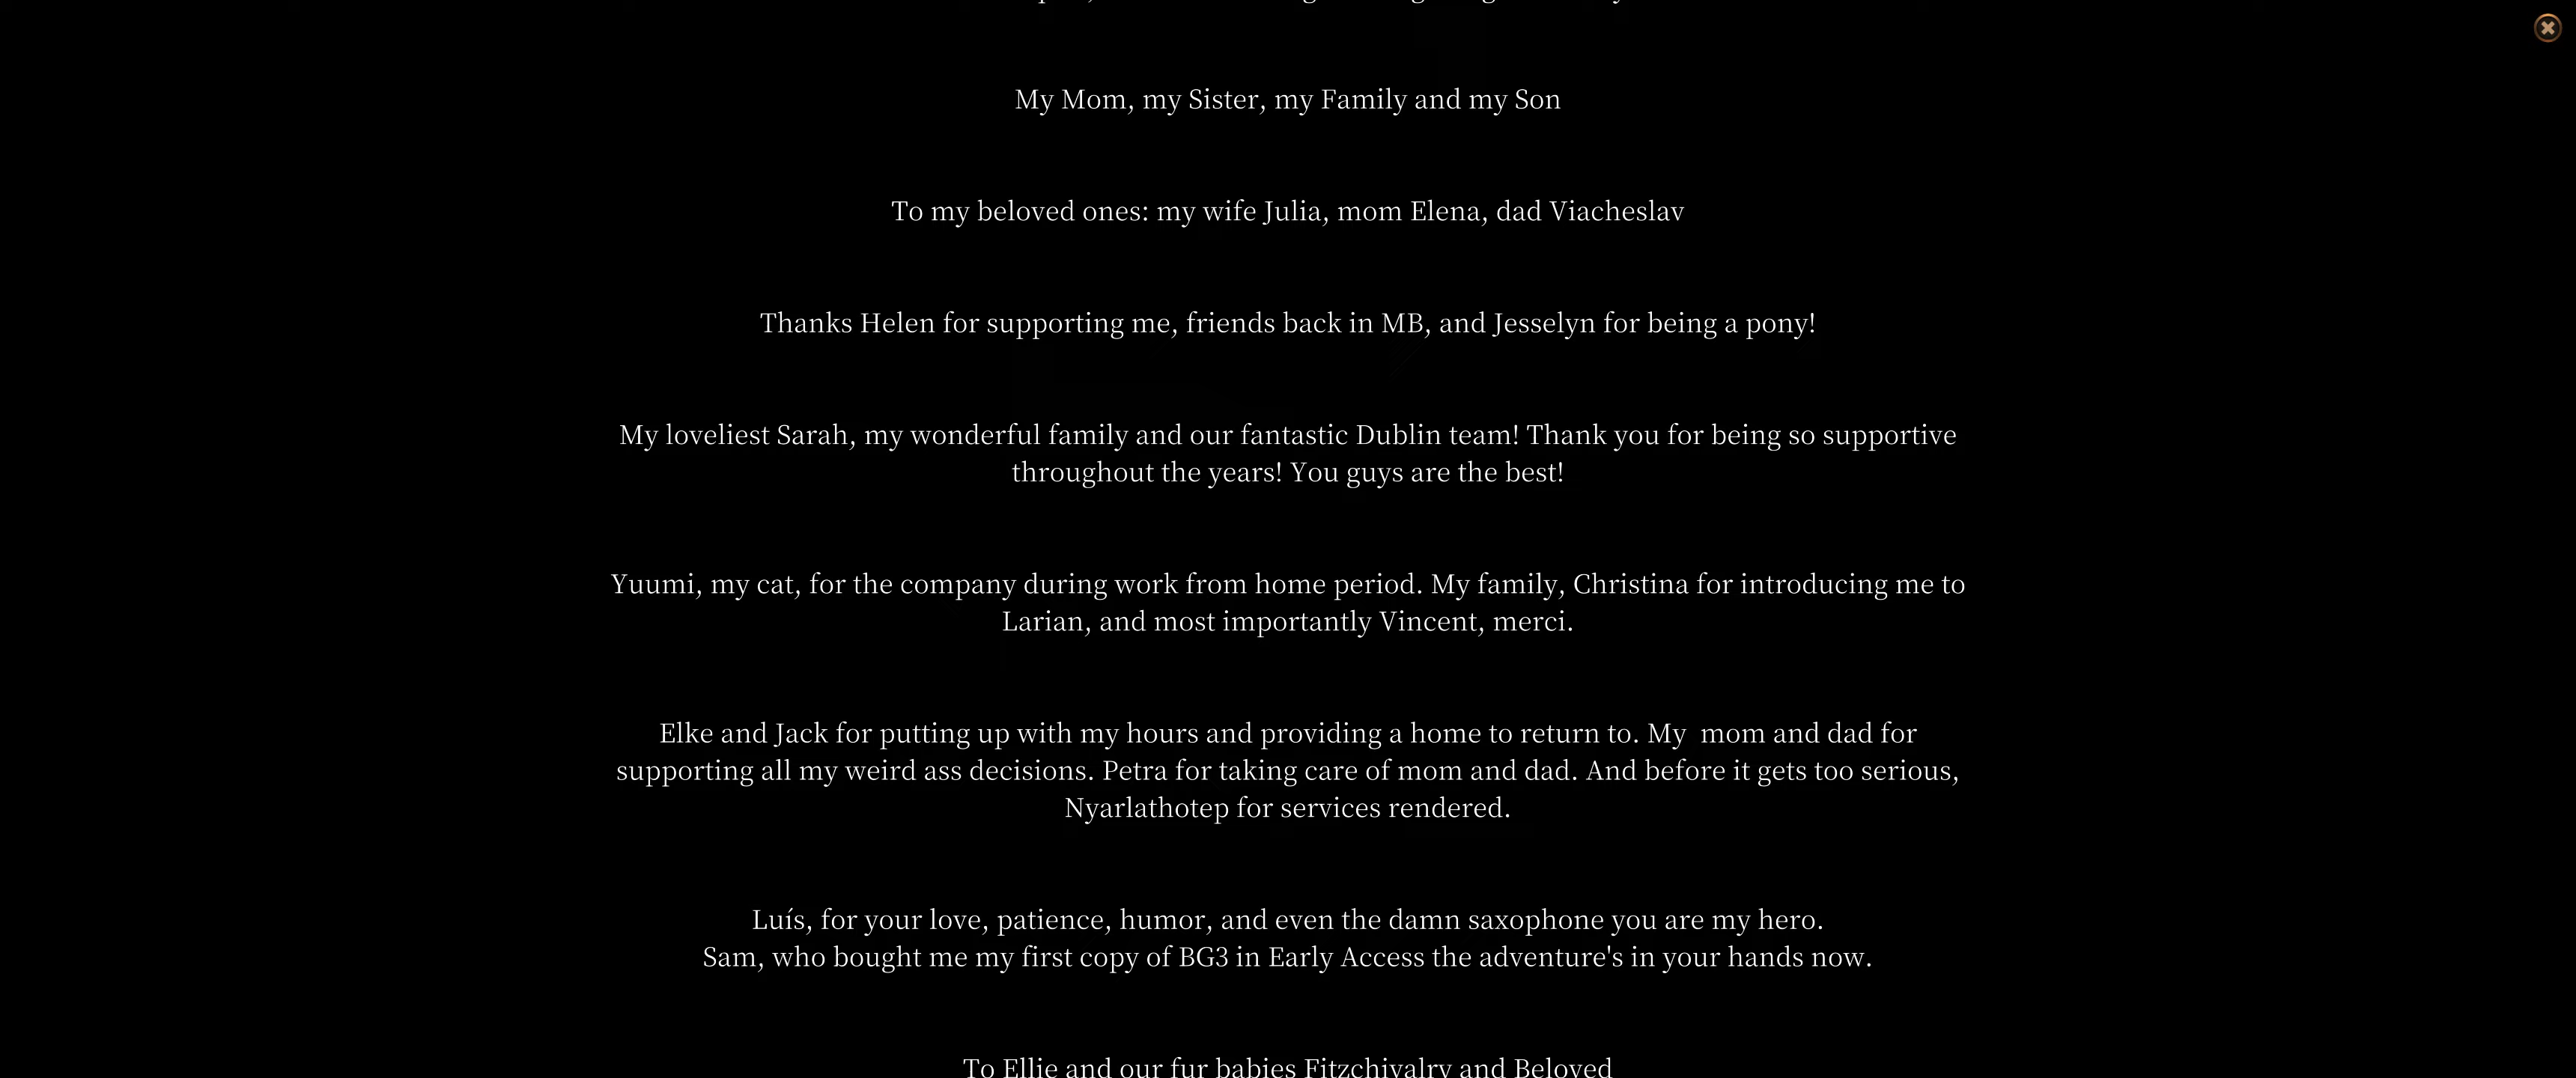 My Mom, my Sister, my Family and my Son
To my beloved ones: my wife Julia, mom Elena, dad Viacheslav
Thanks Helen for supporting me, friends back in MB, and Jesselyn for being a pony!
My loveliest Sarah, my wonderful family and our fantastic Dublin team! Thank you for being so supportive
throughout the years! You guys are the best!
Yuumi, my cat, for the company during work from home period. My family, Christina for introducing me to
Larian, and most importantly Vincent, merci.
Elke and Jack for putting up with my hours and providing a home to return to. My  mom and dad for
supporting all my weird ass decisions. Petra for taking care of mom and dad. And before it gets too serious,
Nyarlathotep for services rendered.
Luís, for your love, patience, humor, and even the damn saxophone you are my hero.
Sam, who bought me my first copy of BG3 in Early Access the adventure's in your hands now.
To Ellie and our fur babies Fitzchivalry and Beloved